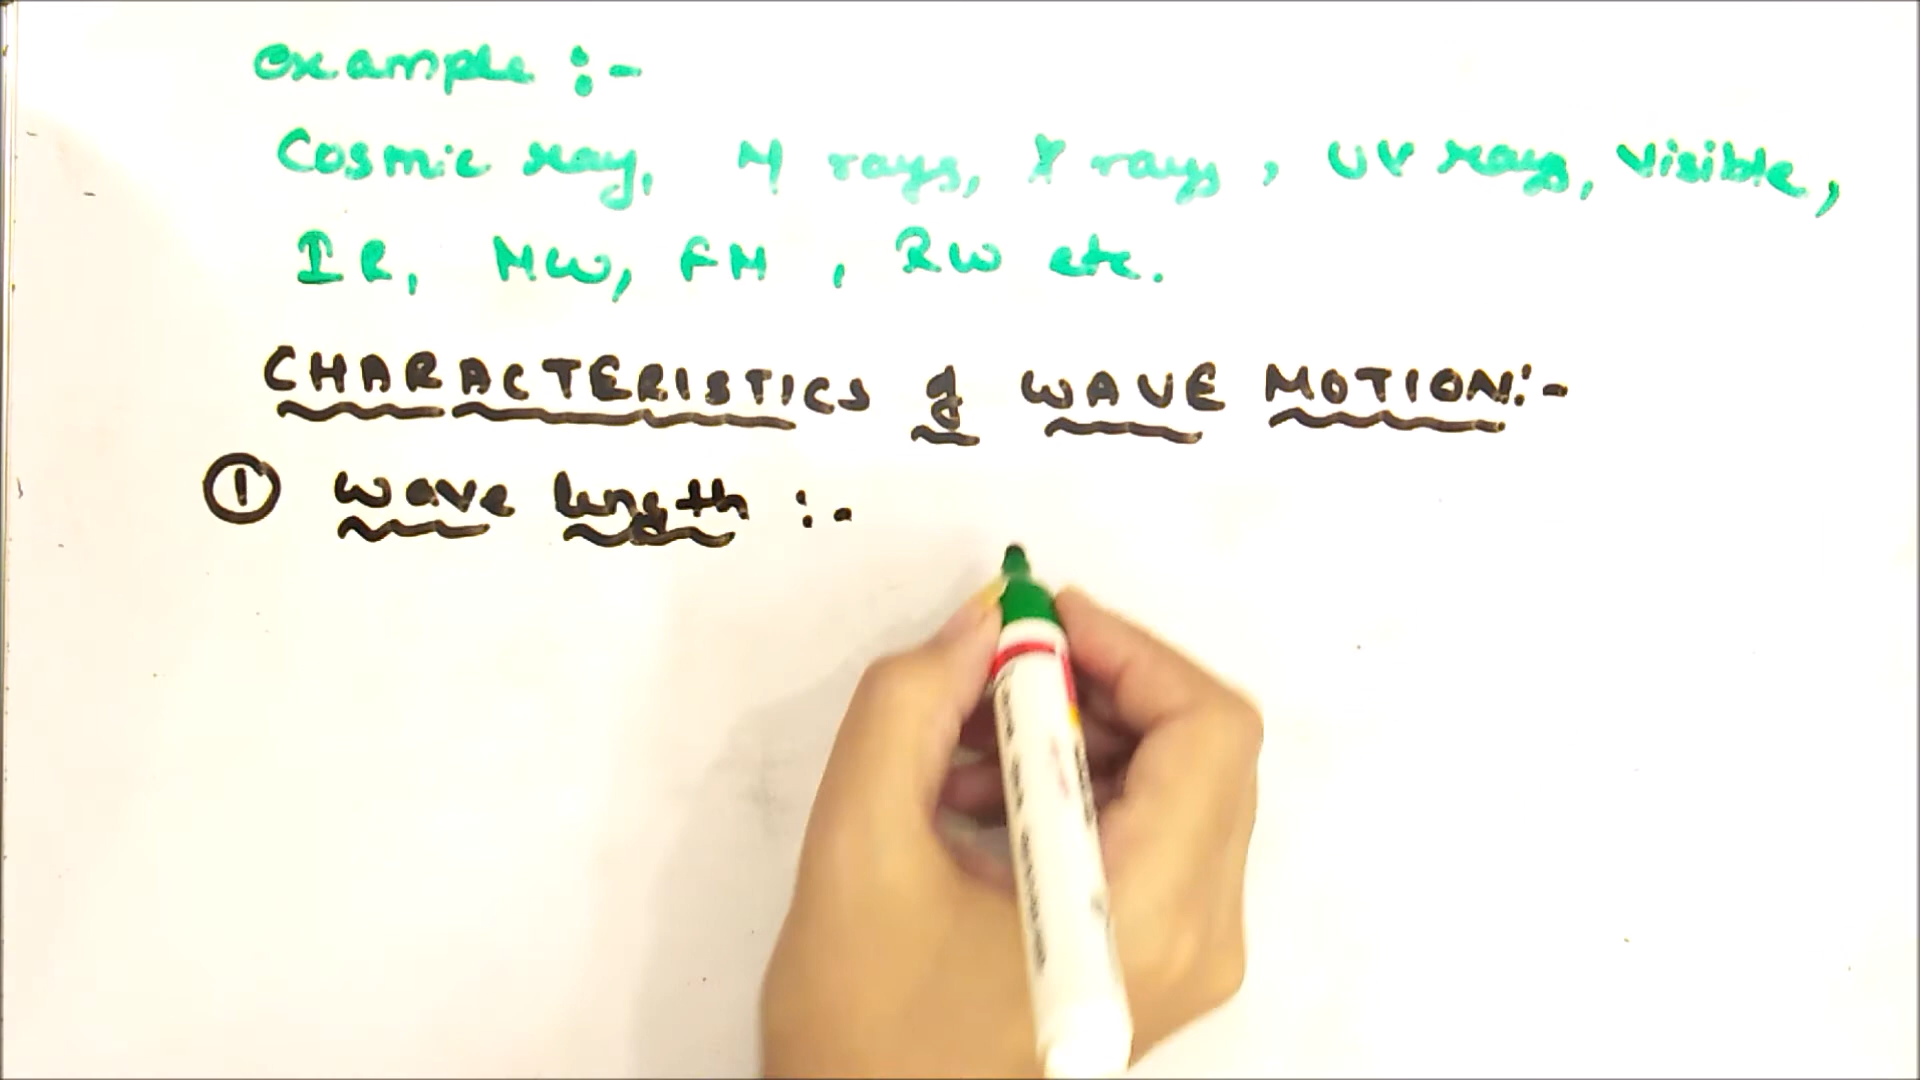 example :-
Cosmic ray, γ rays, X rays, UV rays, Visible,
IR, MW, FM, RW etc.
CHARACTERISTICS of WAVE MOTION:-
① wave length :-